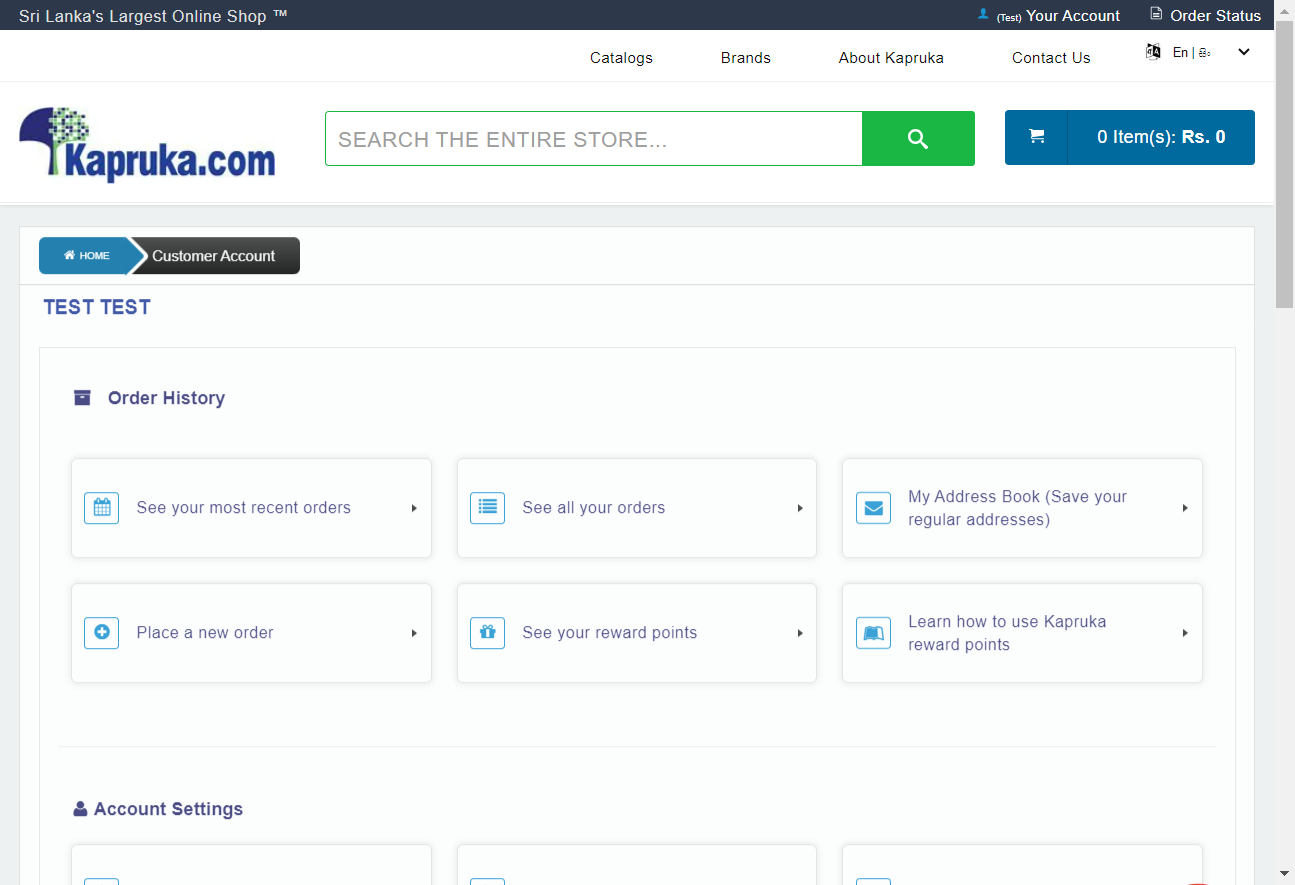 Sri Lanka's Largest Online Shop ™
(Test) Your Account
Order Status
Catalogs
Brands
About Kapruka
Contact Us
En | සිං
Kapruka.com
SEARCH THE ENTIRE STORE...
0 Item(s): Rs. 0
HOME
Customer Account
TEST TEST
Order History
See your most recent orders
See all your orders
My Address Book (Save your
regular addresses)
Place a new order
See your reward points
Learn how to use Kapruka
reward points
Account Settings